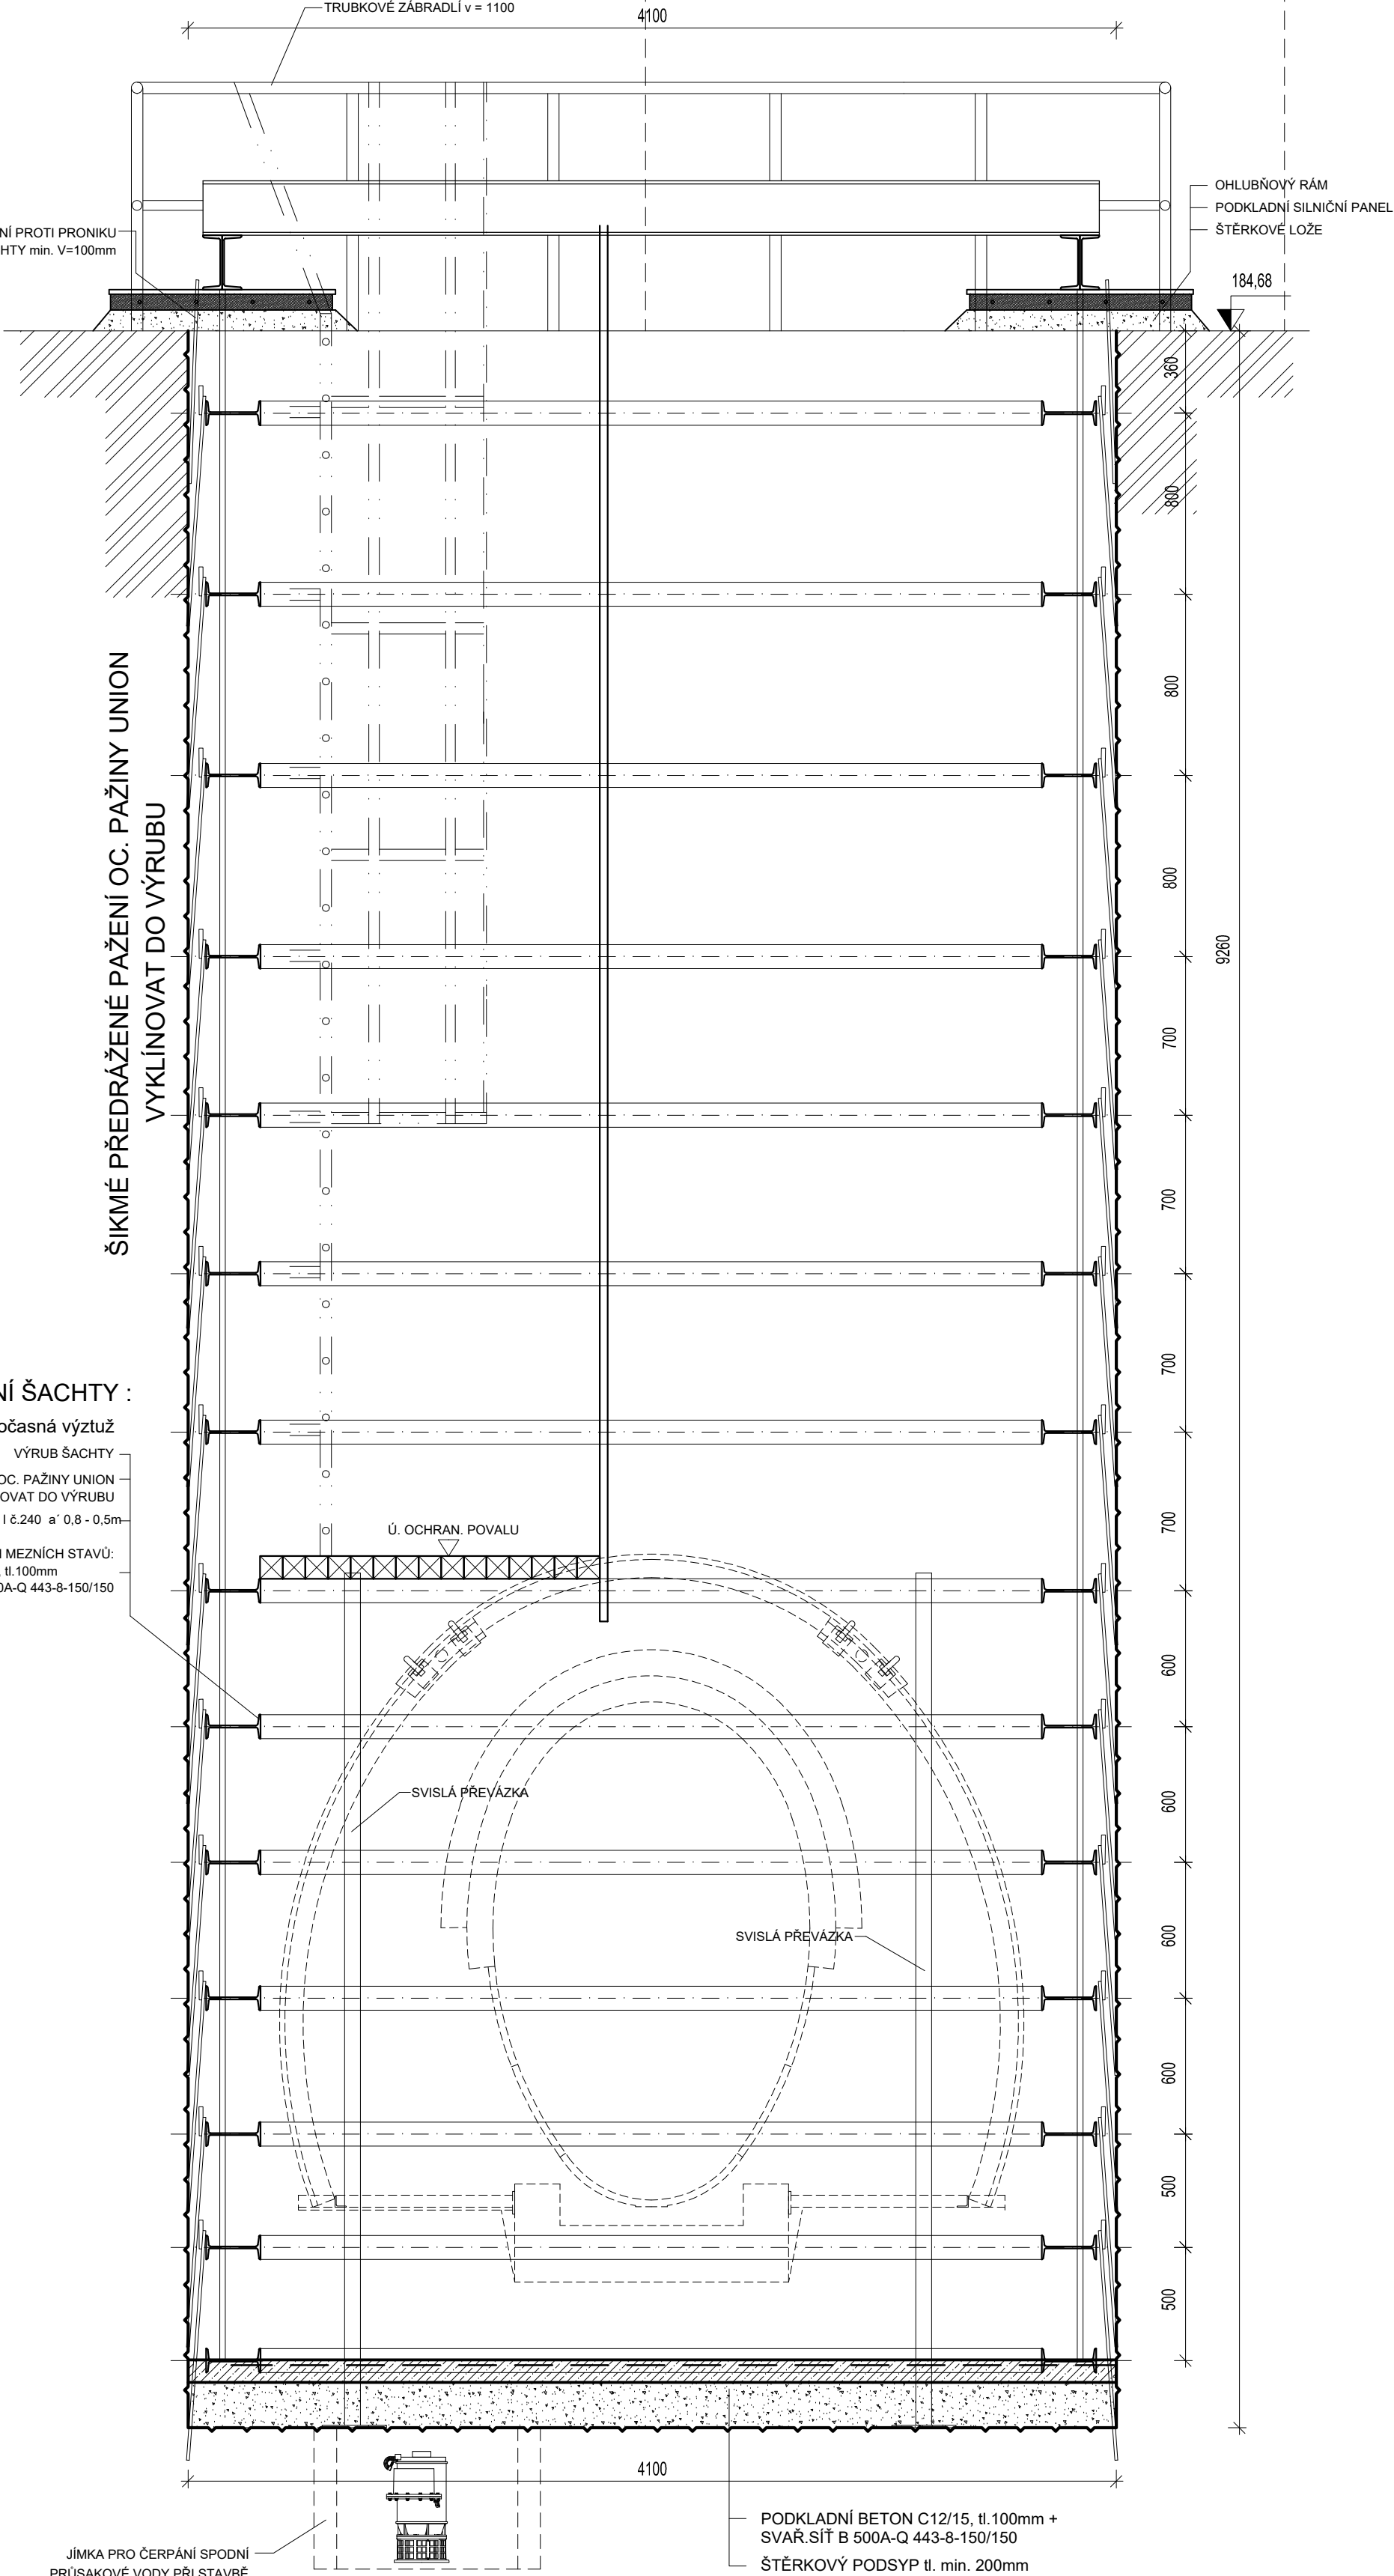 TRUBKOVÉ ZÁBRADLÍ v = 1100
4100
OHLUBŇOVÝ RÁM
PODKLADNÍ SILNIČNÍ PANEL
ŠTĚRKOVÉ LOŽE
NÍ PROTI PRONIKU
HTY min. V=100mm
184,68
360
800
800
800
700
700
700
700
600
600
600
600
500
500
9260
ŠIKMÉ PŘEDRÁŽENÉ PAŽENÍ OC. PAŽINY UNION
VYKLÍNOVAT DO VÝRUBU
NÍ ŠACHTY :
očasná výztuž
VÝRUB ŠACHTY
OC. PAŽINY UNION
OVAT DO VÝRUBU
I č.240 a´ 0,8 - 0,5m
MEZNÍCH STAVŮ:
, tl.100mm
0A-Q 443-8-150/150
Ú. OCHRAN. POVALU
SVISLÁ PŘEVÁZKA
SVISLÁ PŘEVÁZKA
4100
PODKLADNÍ BETON C12/15, tl.100mm +
SVAŘ.SÍŤ B 500A-Q 443-8-150/150
ŠTĚRKOVÝ PODSYP tl. min. 200mm
JÍMKA PRO ČERPÁNÍ SPODNÍ
PRŮSAKOVÉ VODY PŘI STAVBĚ